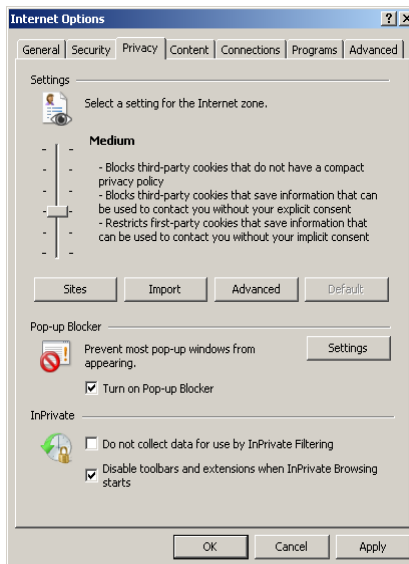 Internet Options
General Security Privacy Content Connections Programs Advanced
Settings
Select a setting for the Internet zone.
Medium
- Blocks third-party cookies that do not have a compact
privacy policy
- Blocks third-party cookies that save information that can
be used to contact you without your explicit consent
- Restricts first-party cookies that save information that
can be used to contact you without your implicit consent
Sites Import Advanced Default
Pop-up Blocker
Prevent most pop-up windows from
appearing.
Settings
Turn on Pop-up Blocker
InPrivate
Do not collect data for use by InPrivate Filtering
Disable toolbars and extensions when InPrivate Browsing
starts
OK Cancel Apply